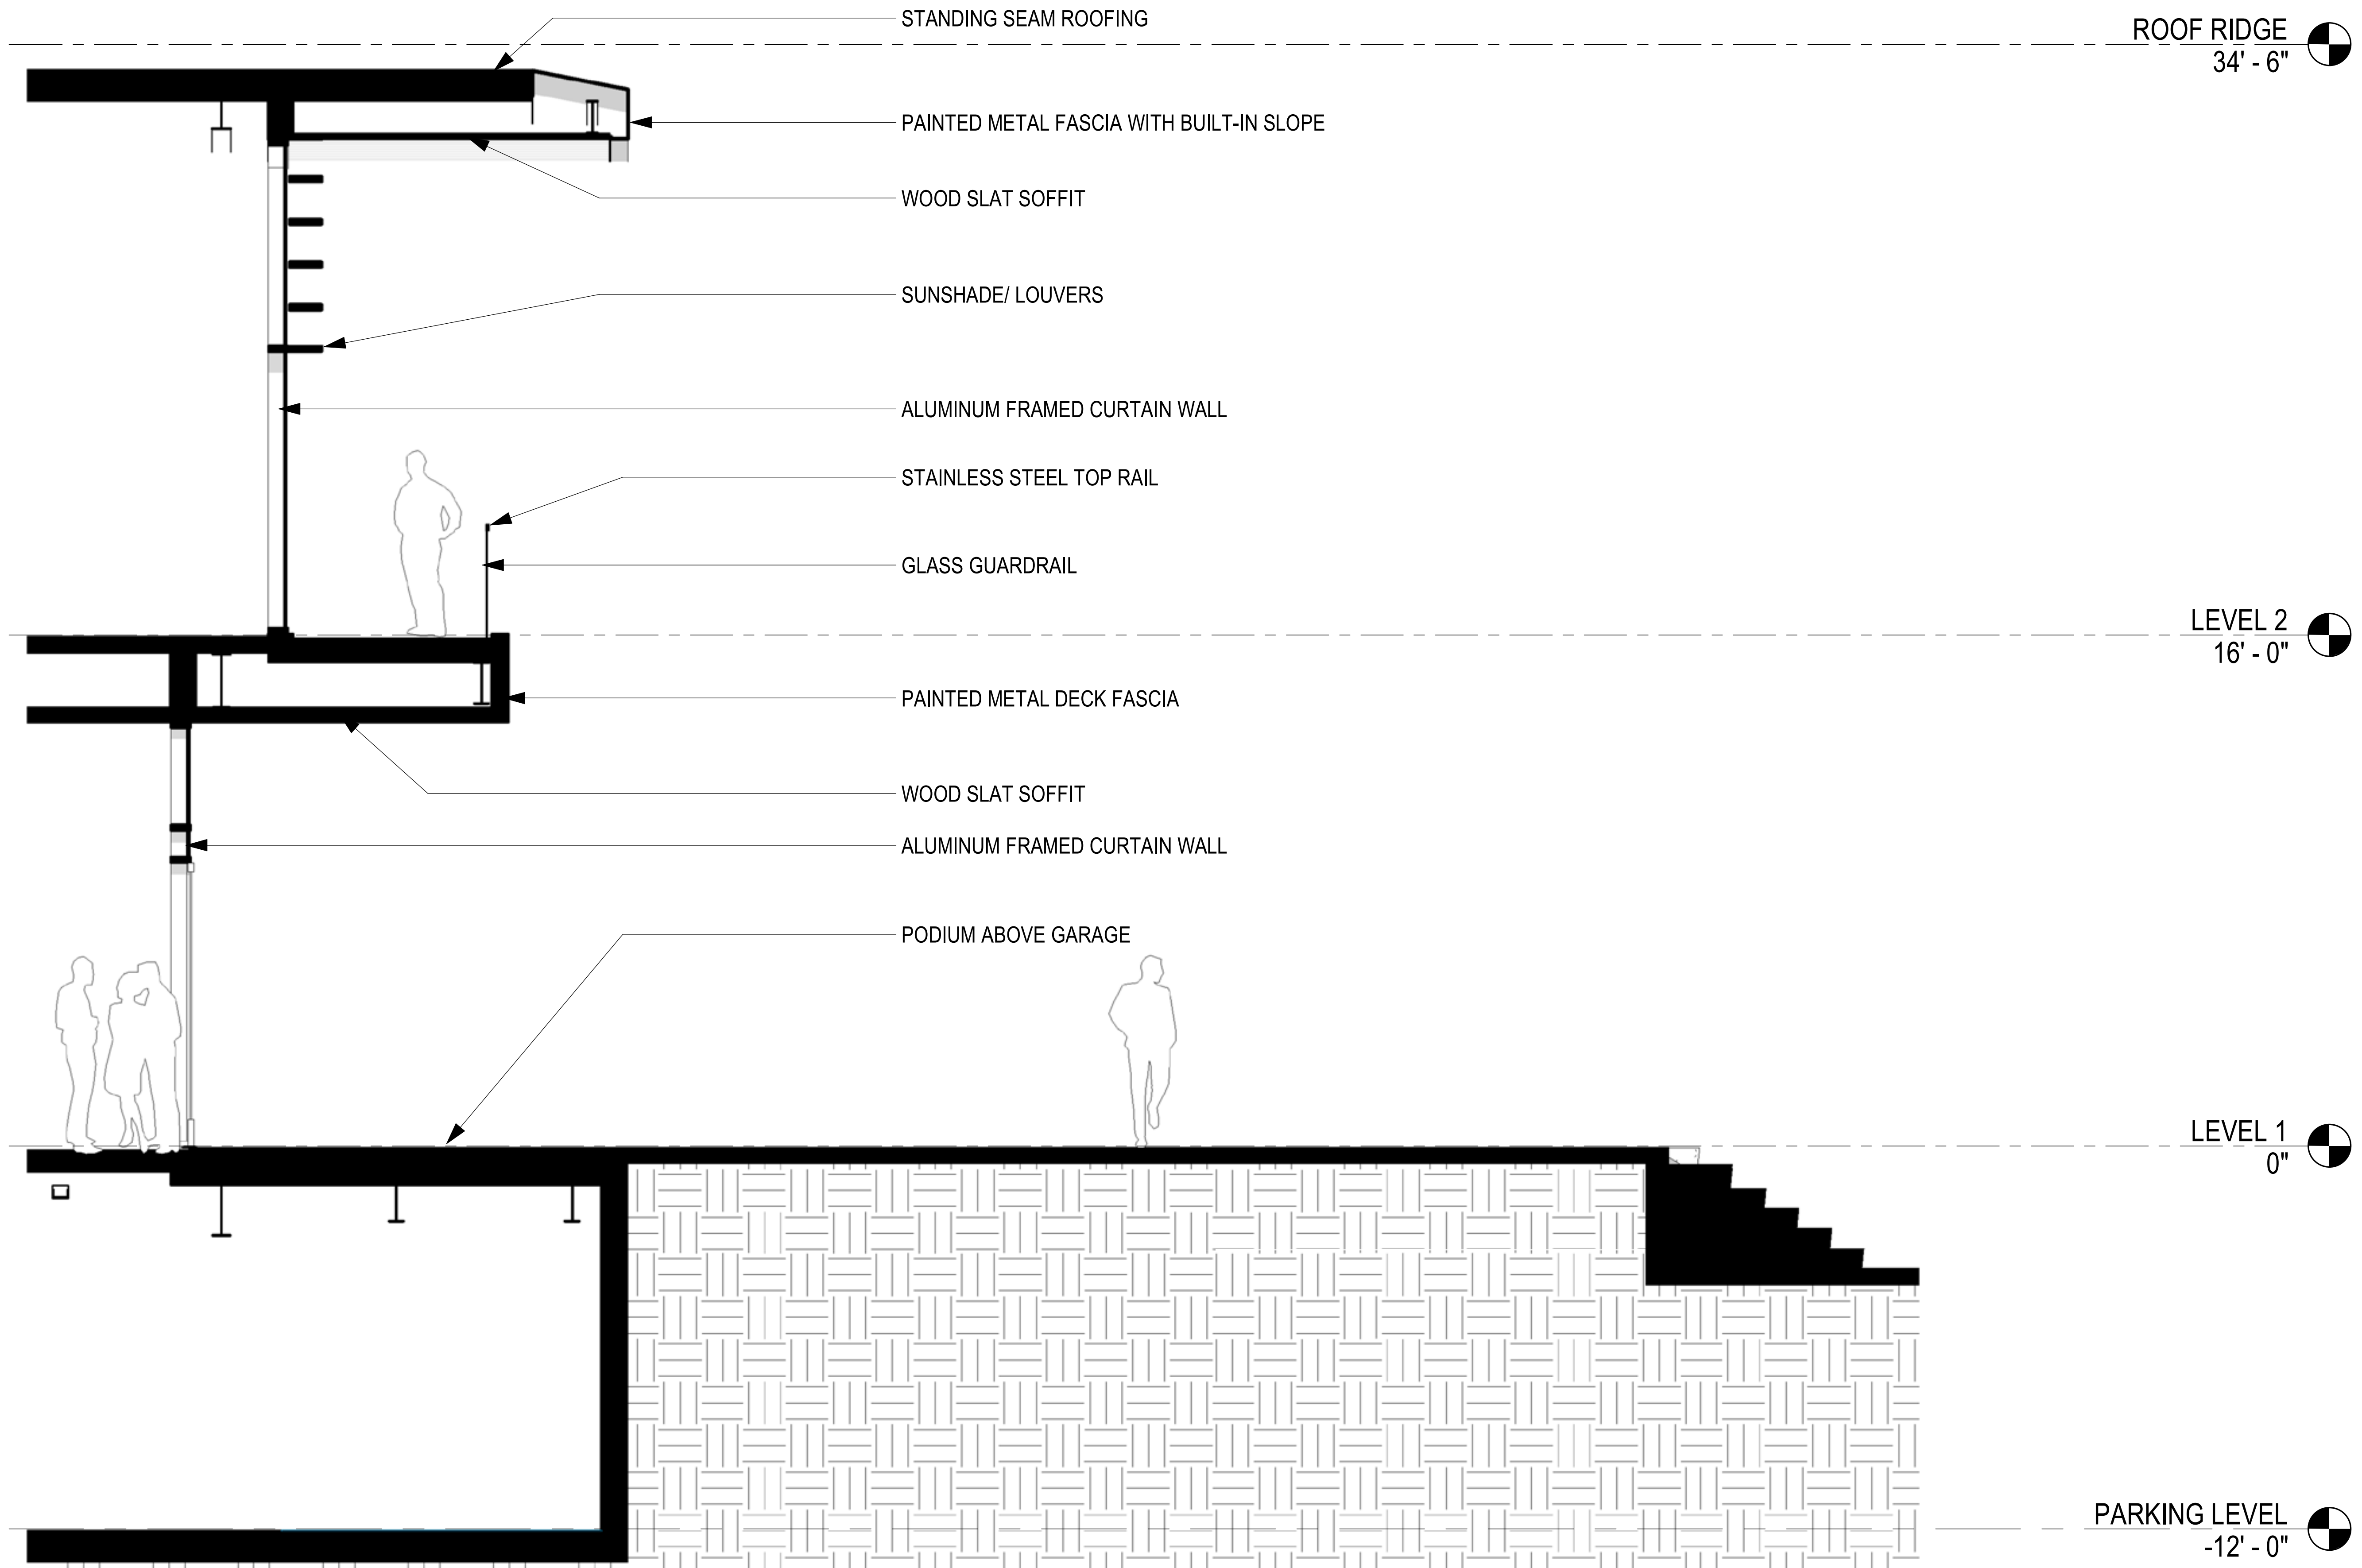 STANDING SEAM ROOFING
ROOF RIDGE
34' - 6"
PAINTED METAL FASCIA WITH BUILT-IN SLOPE
WOOD SLAT SOFFIT
SUNSHADE/ LOUVERS
ALUMINUM FRAMED CURTAIN WALL
STAINLESS STEEL TOP RAIL
GLASS GUARDRAIL
LEVEL 2
16' - 0"
PAINTED METAL DECK FASCIA
WOOD SLAT SOFFIT
ALUMINUM FRAMED CURTAIN WALL
PODIUM ABOVE GARAGE
LEVEL 1
0"
PARKING LEVEL
-12' - 0"